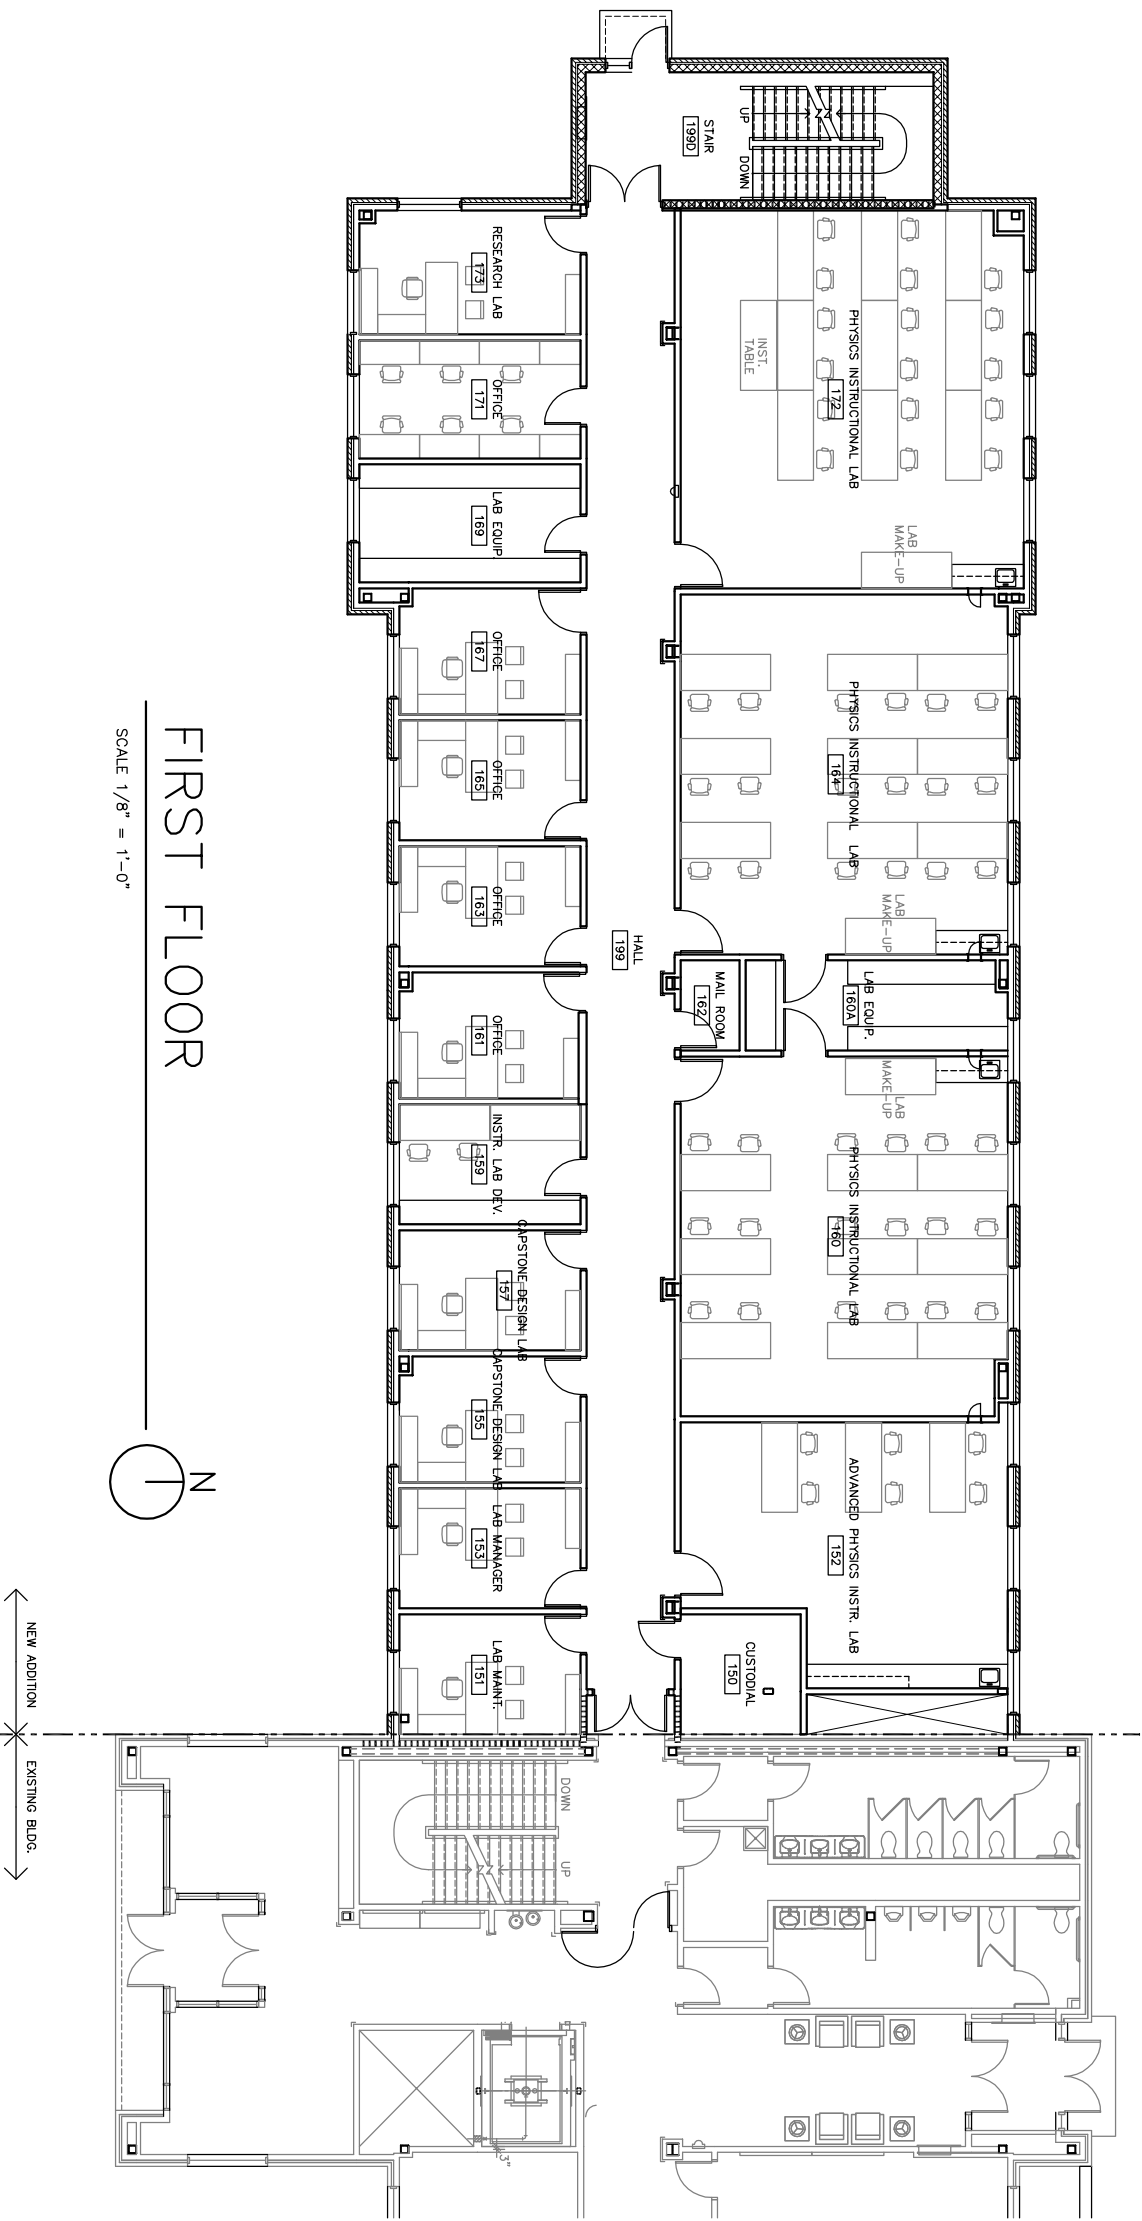 UP
DOWN
STAIR
199D
RESEARCH LAB
173
OFFICE
171
LAB EQUIP.
169
OFFICE
167
OFFICE
165
OFFICE
163
OFFICE
161
INSTR. LAB DEV.
159
CAPSTONE DESIGN LAB
157
CAPSTONE DESIGN LAB
155
LAB MANAGER
153
LAB MAINT.
151
HALL
199
PHYSICS INSTRUCTIONAL LAB
172
INST.
TABLE
LAB
MAKE-UP
PHYSICS INSTRUCTIONAL LAB
164
LAB
MAKE-UP
MAIL ROOM
162
LAB EQUIP.
160A
LAB
MAKE-UP
PHYSICS INSTRUCTIONAL LAB
160
ADVANCED PHYSICS INSTR. LAB
152
CUSTODIAL
150
DOWN
UP
3"
FIRST FLOOR
SCALE 1/8" = 1'-0"
N
NEW ADDITION
EXISTING BLDG.